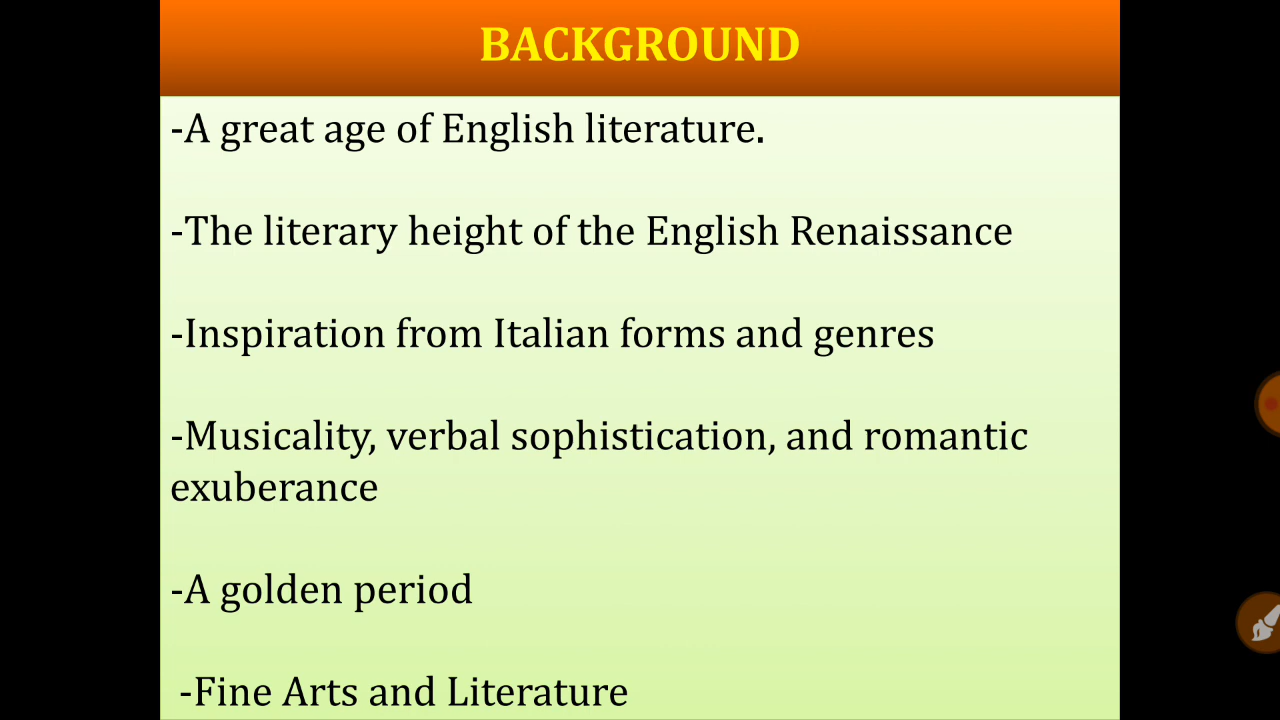 BACKGROUND
-A great age of English literature.
-The literary height of the English Renaissance
-Inspiration from Italian forms and genres
-Musicality, verbal sophistication, and romantic
exuberance
-A golden period
-Fine Arts and Literature